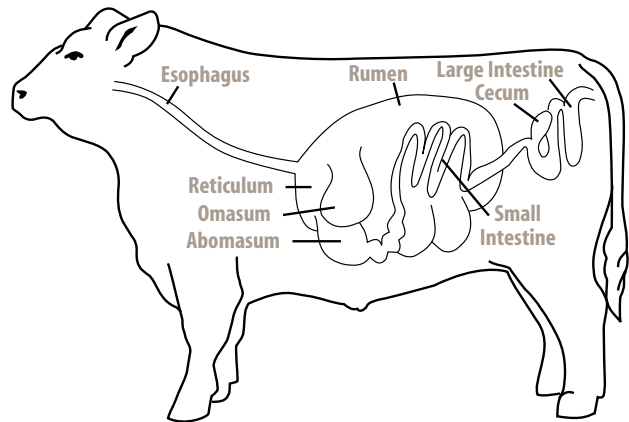 Esophagus
Rumen
Large Intestine
Cecum
Reticulum
Omasum
Abomasum
Small
Intestine